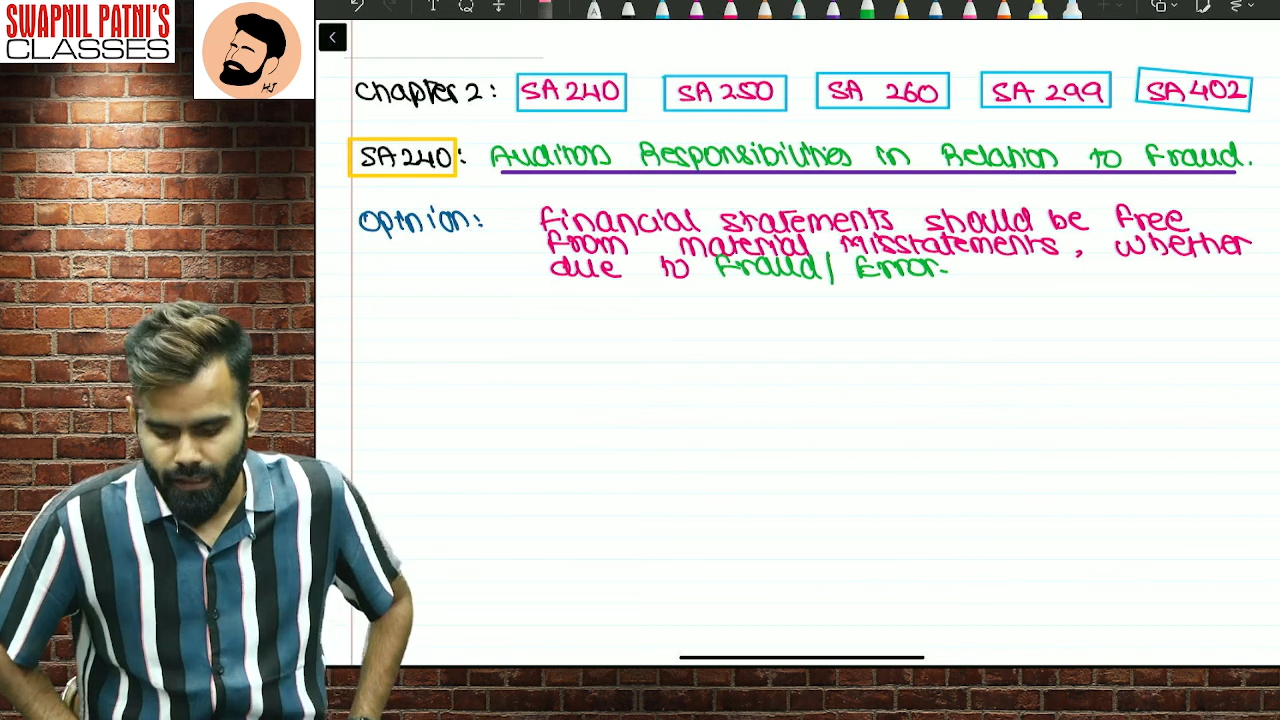 SWAPNIL PATNI'S
CLASSES
Chapter 2: SA 240 SA 250 SA 260 SA 299 SA 402
SA 240: Auditors Responsibilities in Relation to Fraud.
Opinion: Financial statements should be free
from material misstatements, whether
due to Fraud/ Error.